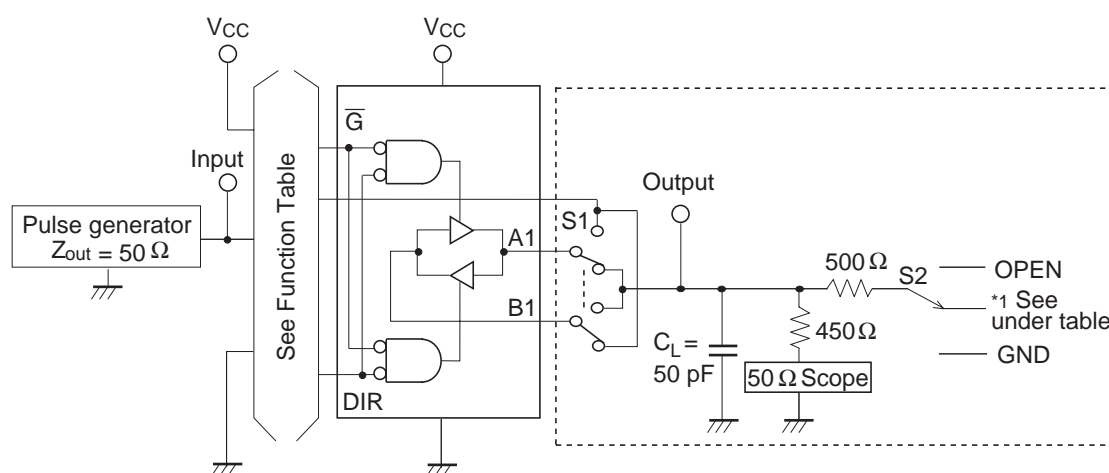 VCC
VCC
G̅
Input
See Function Table
Output
S1
Pulse generator
Zout = 50 Ω
A1
500 Ω
S2
OPEN
*1 See
under table
B1
CL =
50 pF
450 Ω
GND
50 Ω Scope
DIR